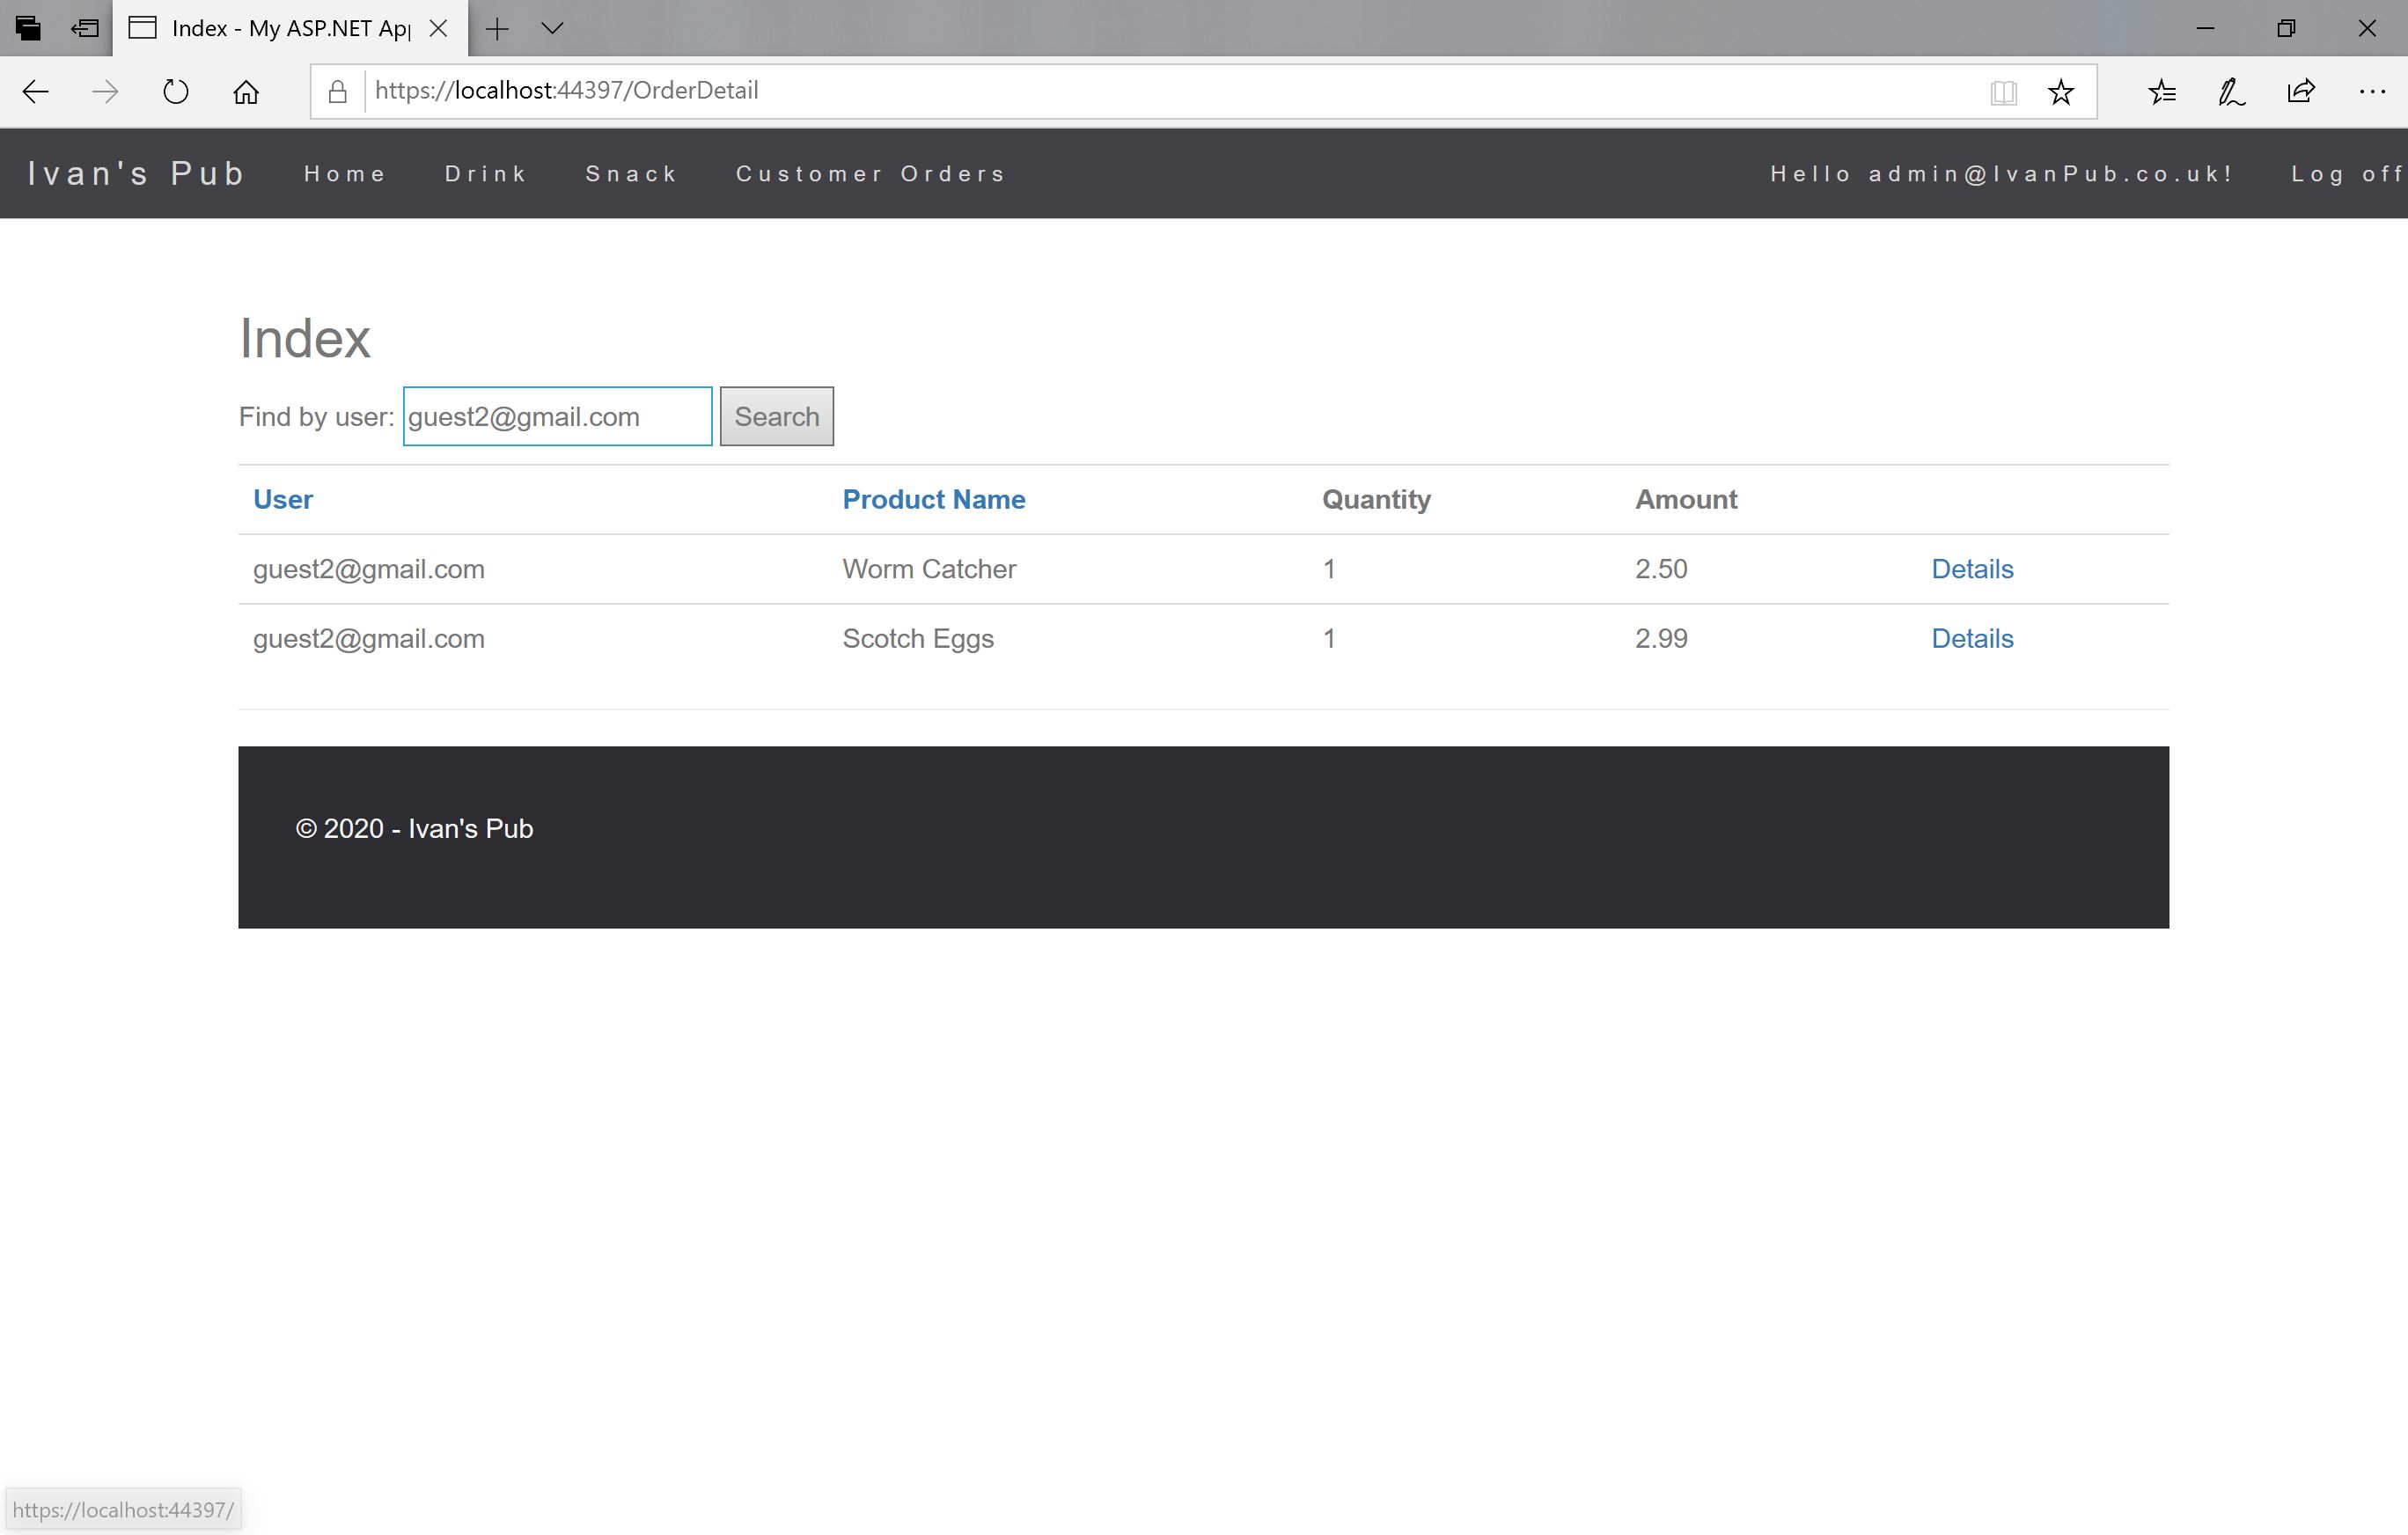 Index - My ASP.NET Ap
https://localhost:44397/OrderDetail
Ivan's Pub Home Drink Snack Customer Orders Hello admin@IvanPub.co.uk! Log off
Index
Find by user: guest2@gmail.com Search
User Product Name Quantity Amount
guest2@gmail.com Worm Catcher 1 2.50 Details
guest2@gmail.com Scotch Eggs 1 2.99 Details
© 2020 - Ivan's Pub
https://localhost:44397/